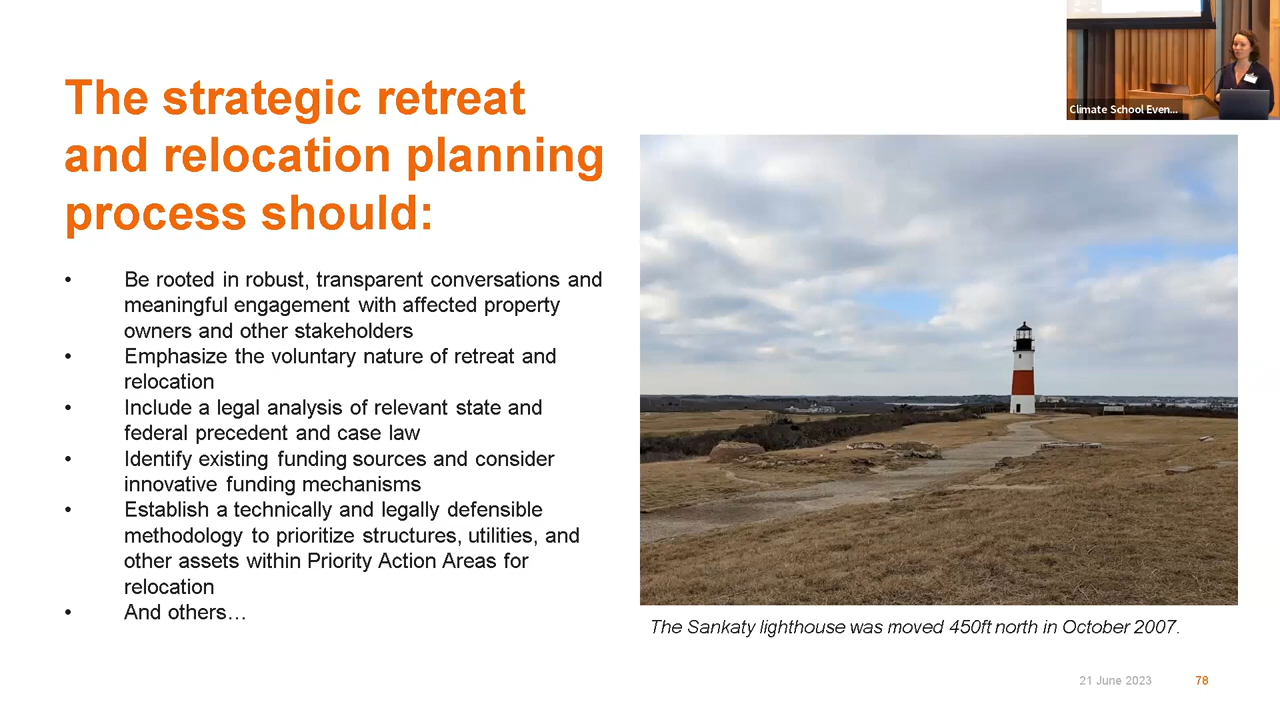 The strategic retreat
and relocation planning
process should:
• Be rooted in robust, transparent conversations and
meaningful engagement with affected property
owners and other stakeholders
• Emphasize the voluntary nature of retreat and
relocation
• Include a legal analysis of relevant state and
federal precedent and case law
• Identify existing funding sources and consider
innovative funding mechanisms
• Establish a technically and legally defensible
methodology to prioritize structures, utilities, and
other assets within Priority Action Areas for
relocation
• And others…
Climate School Even...
The Sankaty lighthouse was moved 450ft north in October 2007.
21 June 2023 78